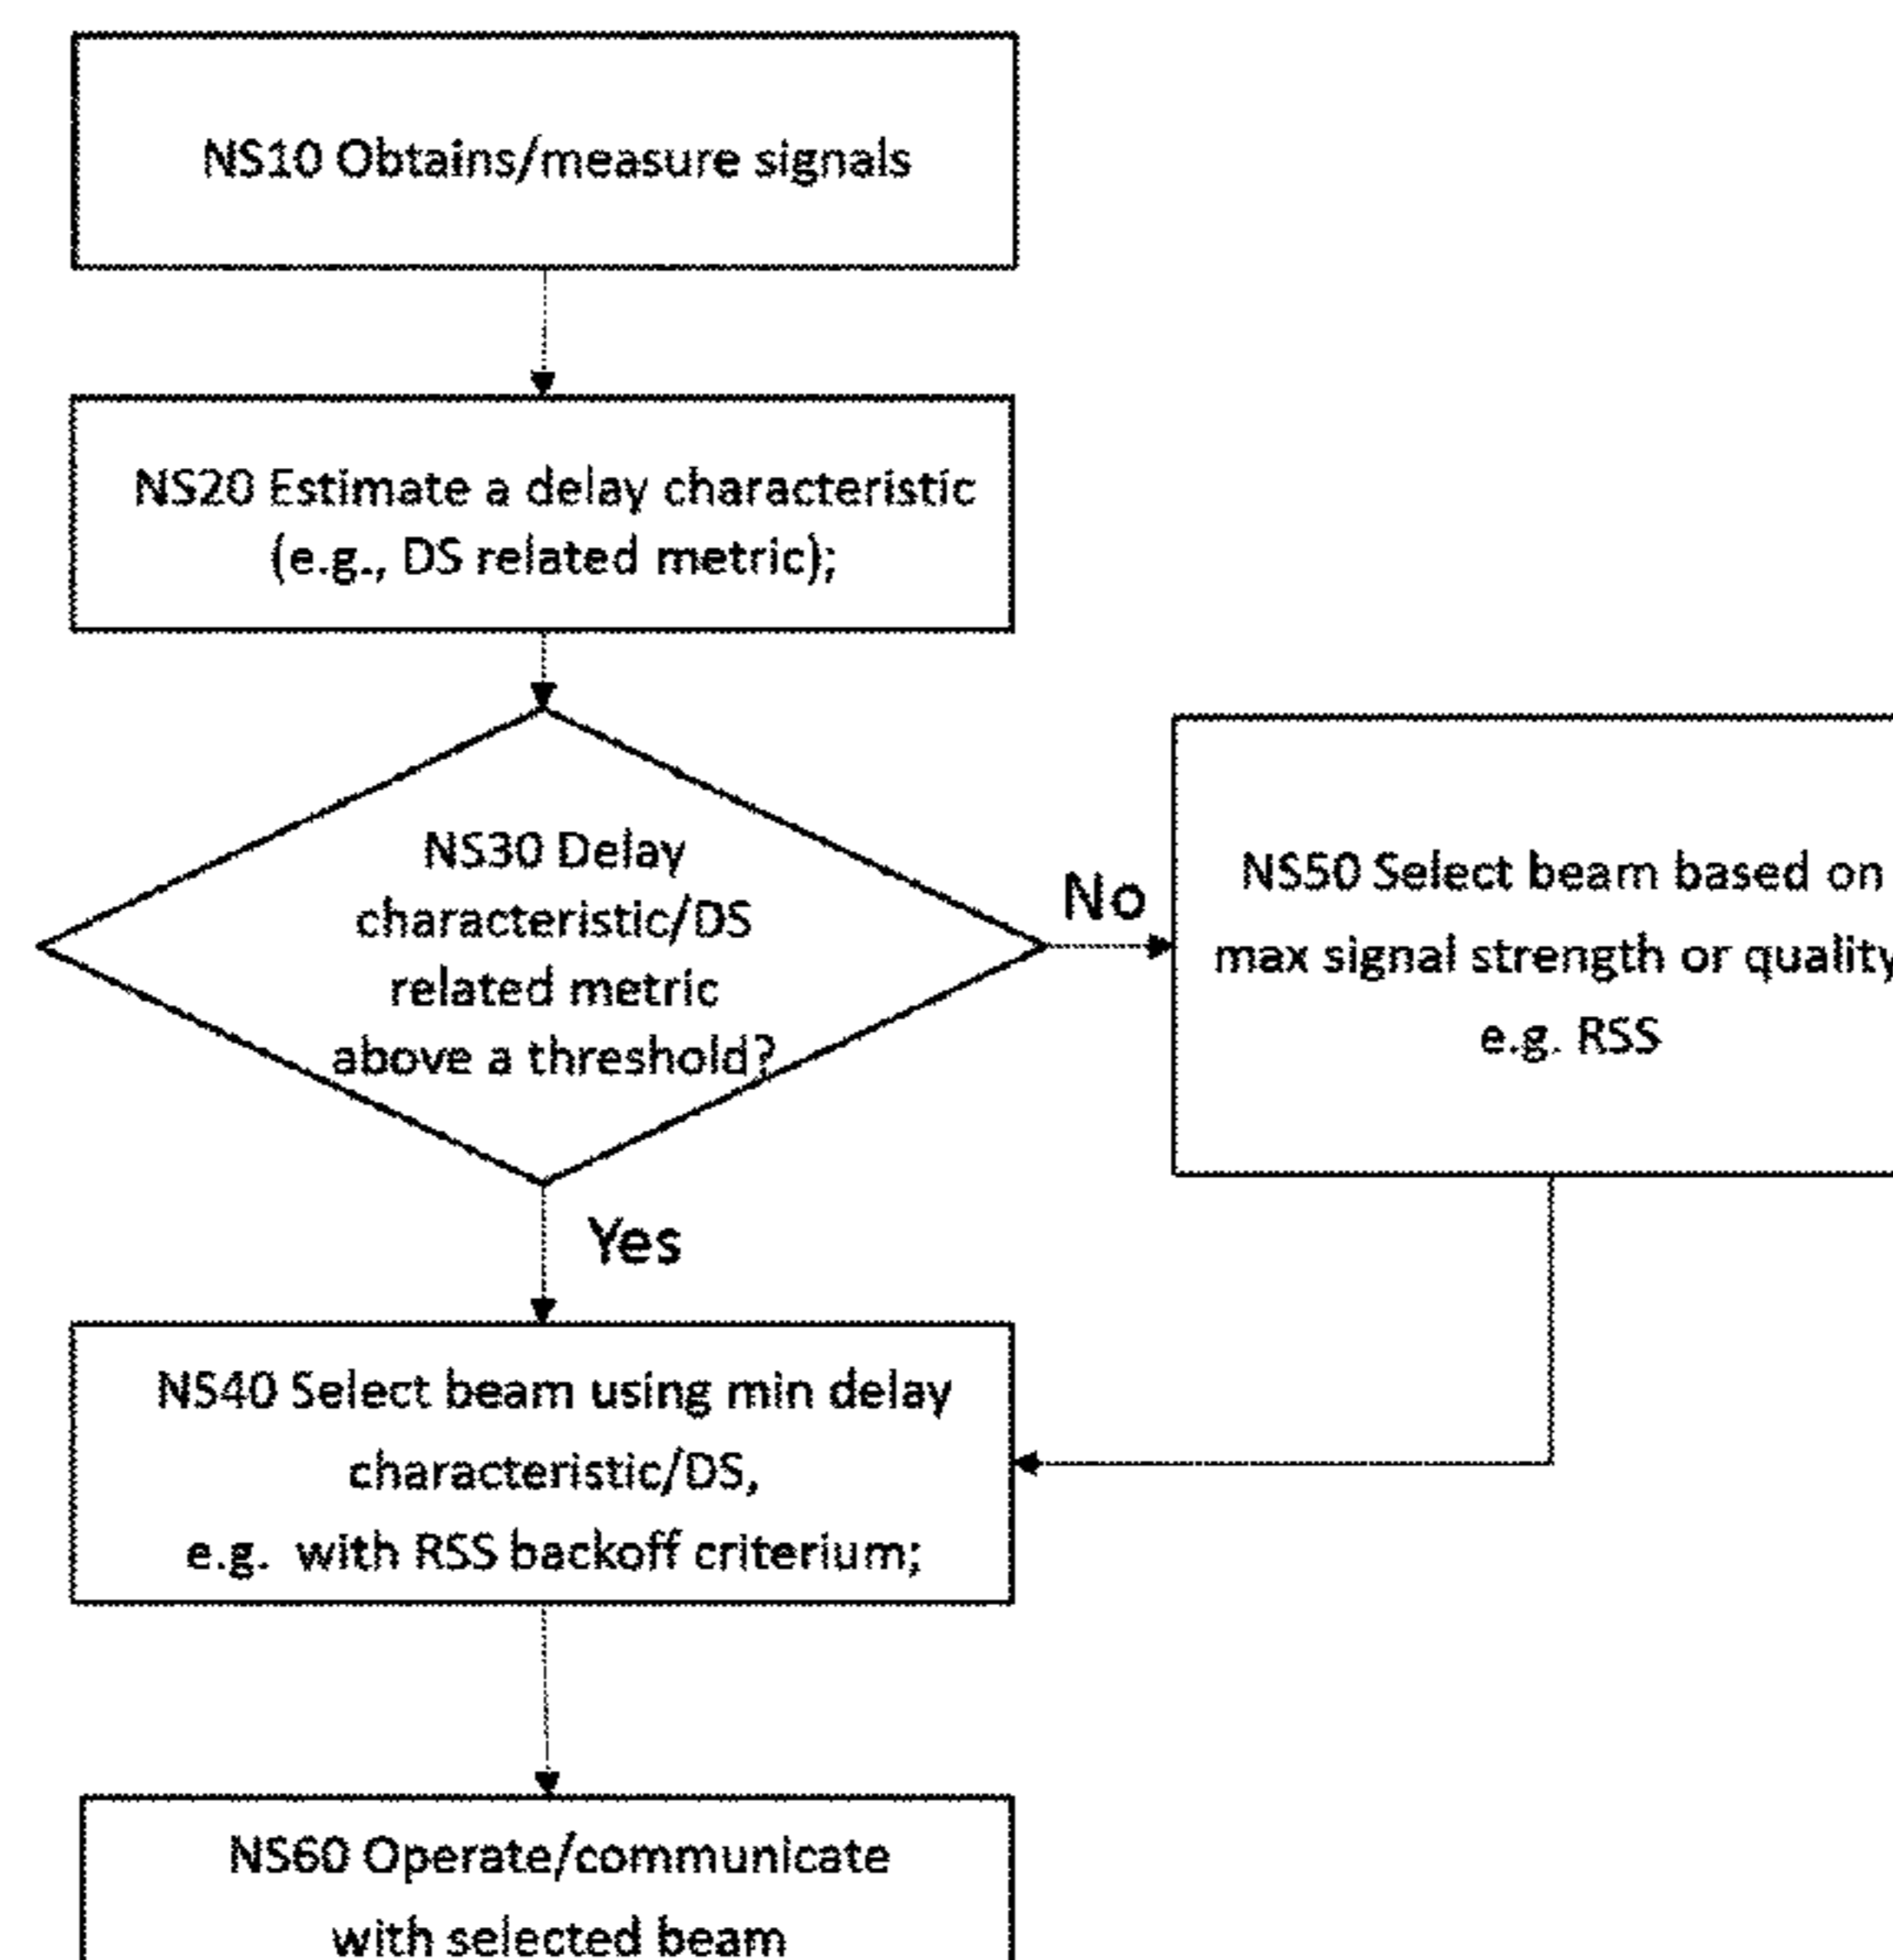 NS10 Obtains/measure signals
NS20 Estimate a delay characteristic
(e.g., DS related metric);
NS30 Delay
characteristic/DS
related metric
above a threshold?
No
NS50 Select beam based on
max signal strength or quality
e.g. RSS
Yes
NS40 Select beam using min delay
characteristic/DS,
e.g. with RSS backoff criterium;
NS60 Operate/communicate
with selected beam